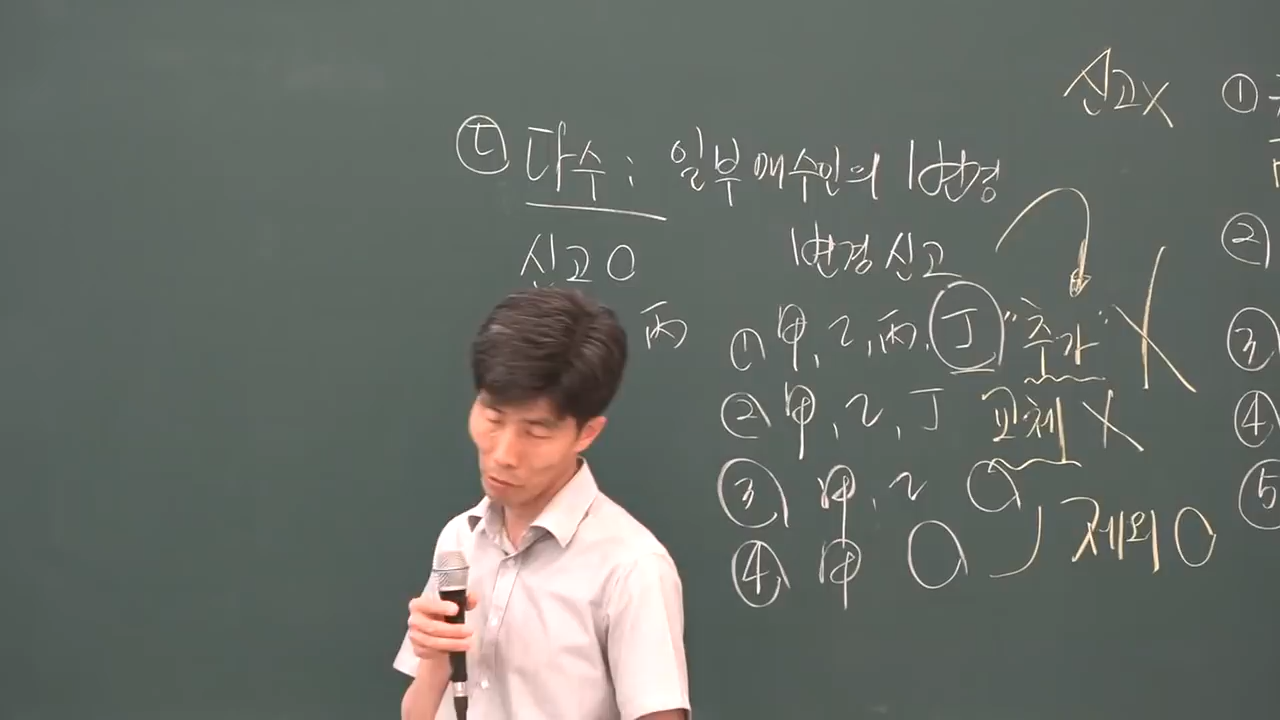 신고X ①
㉢ 다수 : 일부 매수인의 변경
신고O 변경신고 ②
丙 ① 甲, 乙, 丙, 丁 "추가" X ③
② 甲, 乙, 丁 교체 X ④
③ 甲, 乙 O ⑤
④ 甲 O 제외 O